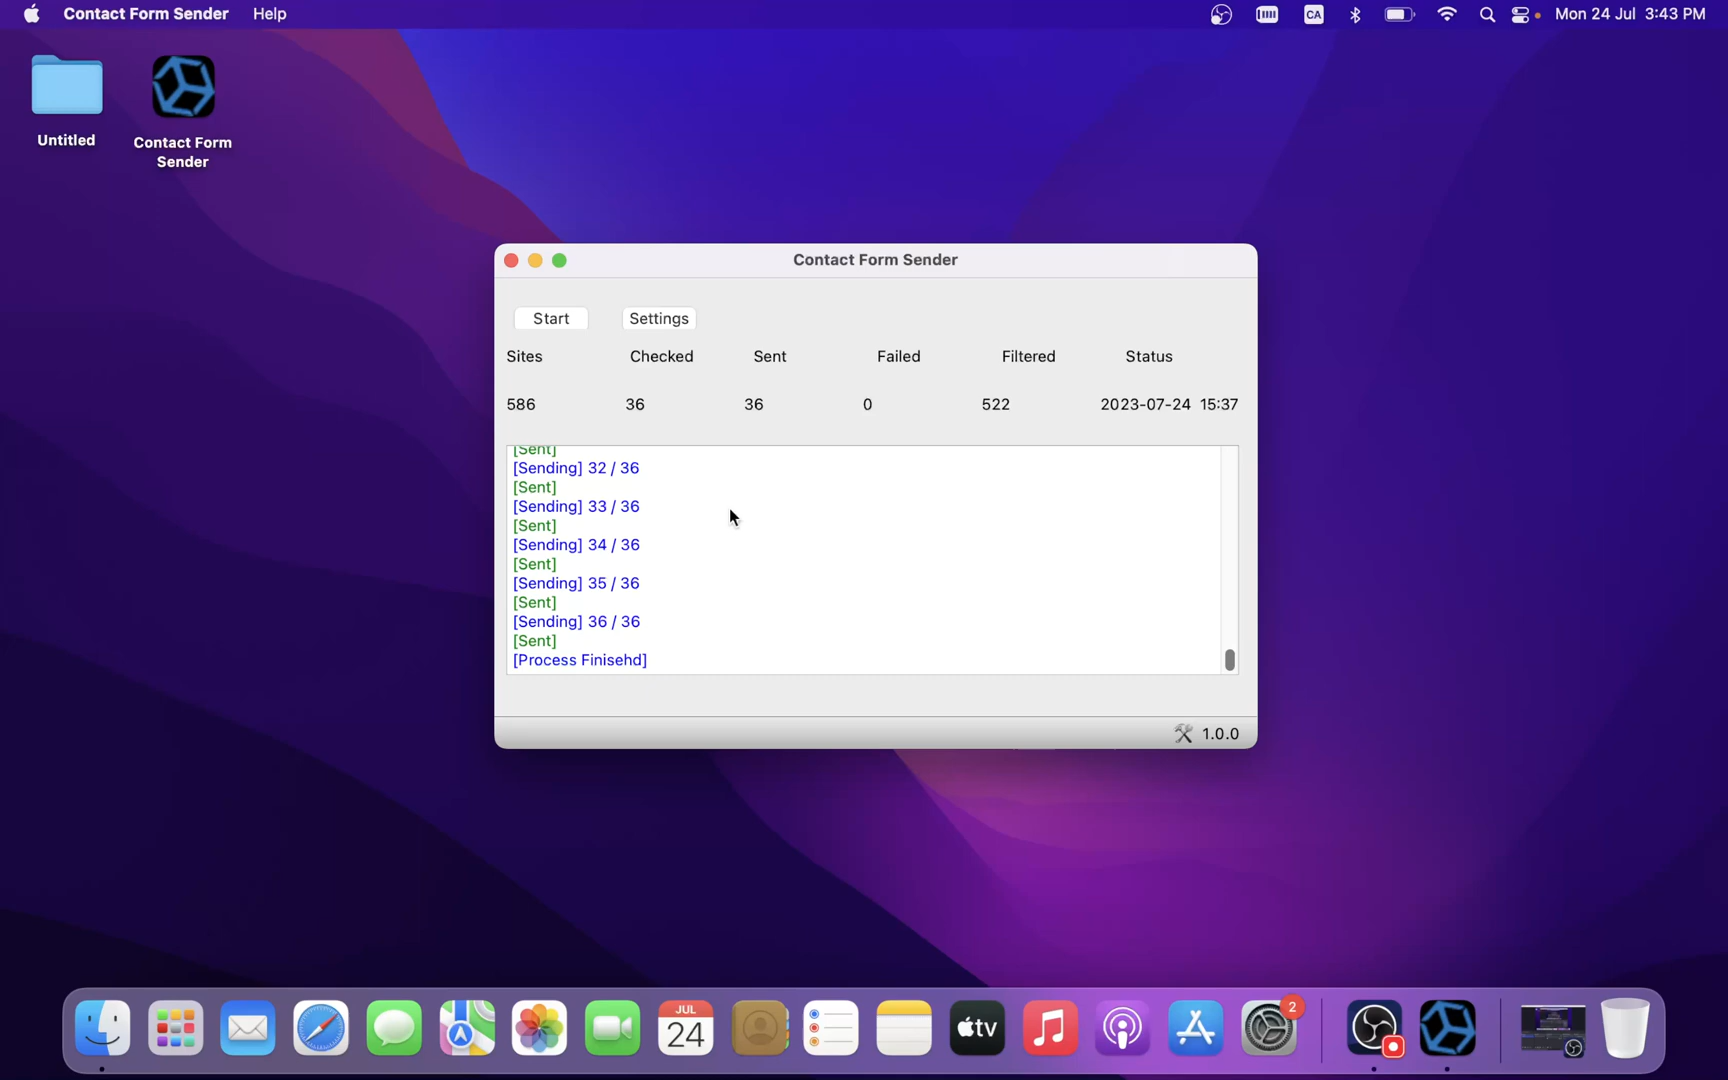 Contact Form Sender Help CA Mon 24 Jul 3:43 PM
Untitled
Contact Form
Sender
Contact Form Sender
Start Settings
Sites Checked Sent Failed Filtered Status
586 36 36 0 522 2023-07-24 15:37
[Sent]
[Sending] 32 / 36
[Sent]
[Sending] 33 / 36
[Sent]
[Sending] 34 / 36
[Sent]
[Sending] 35 / 36
[Sent]
[Sending] 36 / 36
[Sent]
[Process Finisehd]
1.0.0
JUL
24
tv
2